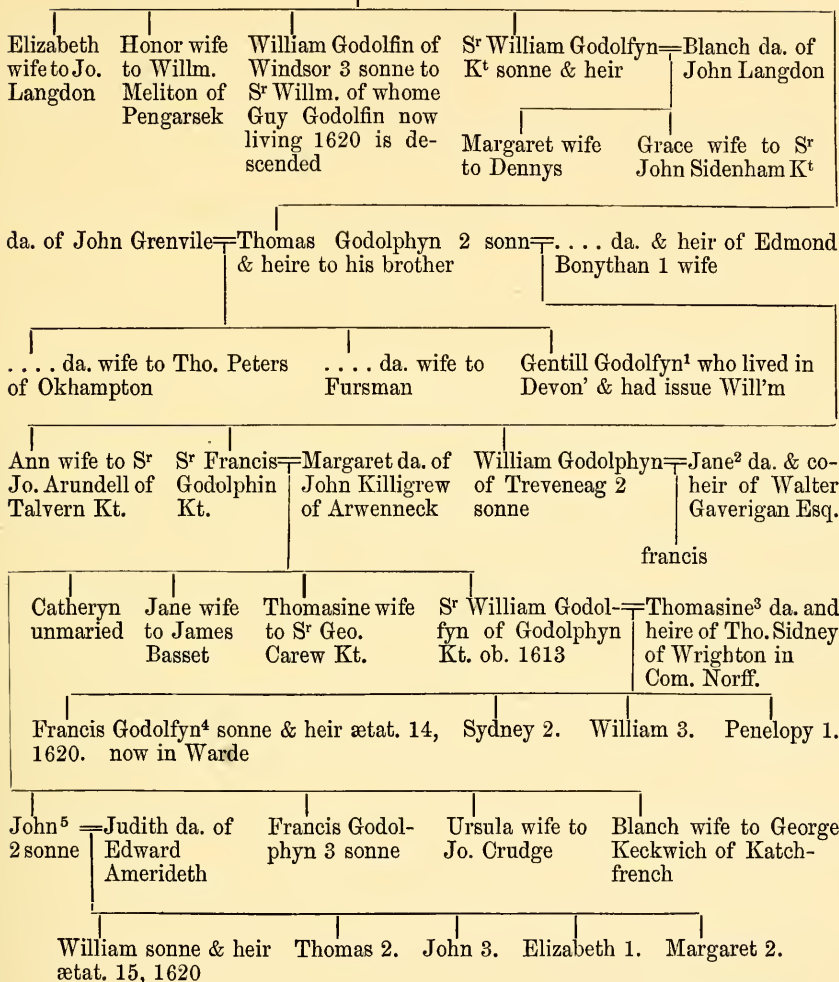 Elizabeth
wife to Jo.
Langdon
Honor wife
to Willm.
Meliton of
Pengarsek
William Godolfin of
Windsor 3 sonne to
Sʳ Willm. of whome
Guy Godolfin now
living 1620 is de-
scended
Sʳ William Godolfyn
Kᵗ sonne & heir
Blanch da. of
John Langdon
Margaret wife
to Dennys
Grace wife to Sʳ
John Sidenham Kᵗ
da. of John Grenvile
Thomas Godolphyn 2 sonn
& heire to his brother
.... da. & heir of Edmond
Bonythan 1 wife
.... da. wife to Tho. Peters
of Okhampton
.... da. wife to
Fursman
Gentill Godolfyn¹ who lived in
Devon' & had issue Will'm
Ann wife to Sʳ
Jo. Arundell of
Talvern Kt.
Sʳ Francis
Godolphin
Kt.
Margaret da. of
John Killigrew
of Arwenneck
William Godolphyn
of Treveneag 2
sonne
Jane² da. & co-
heir of Walter
Gaverigan Esq.
francis
Catheryn
unmaried
Jane wife
to James
Basset
Thomasine wife
to Sʳ Geo.
Carew Kt.
Sʳ William Godol-
fyn of Godolphyn
Kt. ob. 1613
Thomasine³ da. and
heire of Tho. Sidney
of Wrighton in
Com. Norff.
Francis Godolfyn⁴ sonne & heir ætat. 14,
1620. now in Warde
Sydney 2.
William 3.
Penelopy 1.
John⁵
2 sonne
Judith da. of
Edward
Amerideth
Francis Godol-
phyn 3 sonne
Ursula wife to
Jo. Crudge
Blanch wife to George
Keckwich of Katch-
french
William sonne & heir
ætat. 15, 1620
Thomas 2.
John 3.
Elizabeth 1.
Margaret 2.